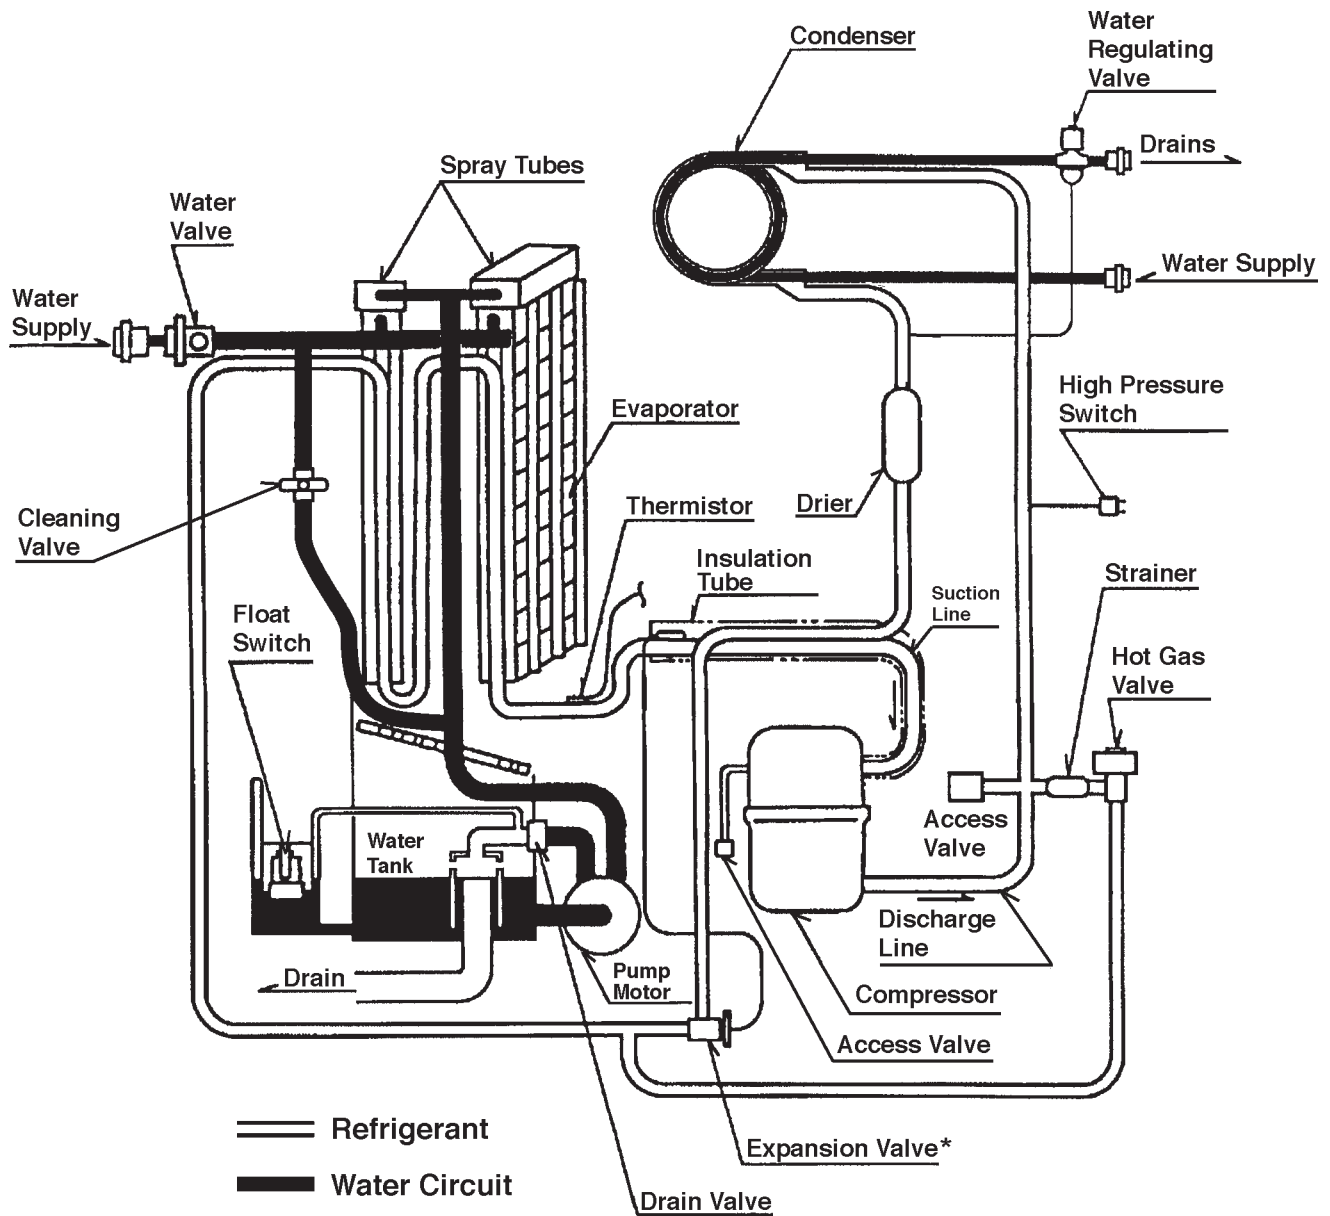 Water
Regulating
Valve
Condenser
Drains
Spray Tubes
Water
Valve
Water Supply
Water
Supply
High Pressure
Switch
Evaporator
Thermistor
Drier
Cleaning
Valve
Insulation
Tube
Suction
Line
Strainer
Float
Switch
Hot Gas
Valve
Water
Tank
Access
Valve
Discharge
Line
Drain
Pump
Motor
Compressor
Access Valve
Refrigerant
Expansion Valve*
Water Circuit
Drain Valve